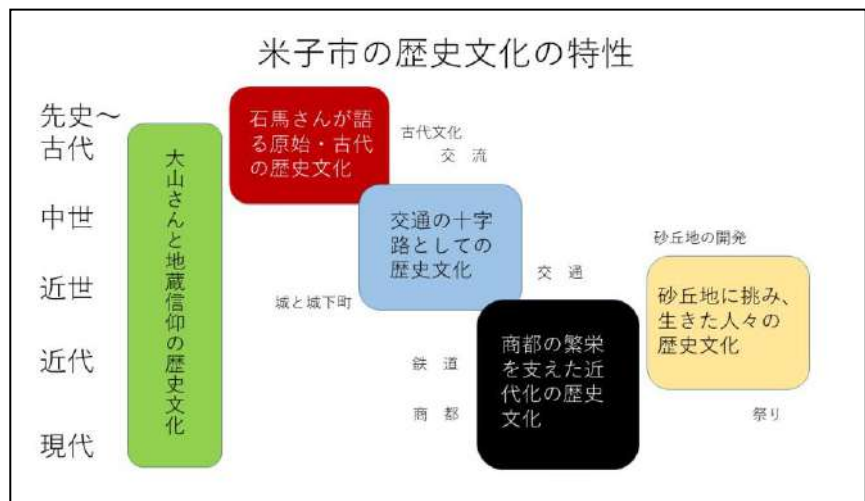 米子市の歴史文化の特性
先史～
古代
中世
近世
近代
現代
大山さんと地蔵信仰の歴史文化
石馬さんが語
る原始・古代
の歴史文化
古代文化
交　流
交通の十字
路としての
歴史文化
城と城下町
交　通
砂丘地の開発
砂丘地に挑み、
生きた人々の
歴史文化
鉄　道
商　都
商都の繁栄
を支えた近
代化の歴史
文化
祭り